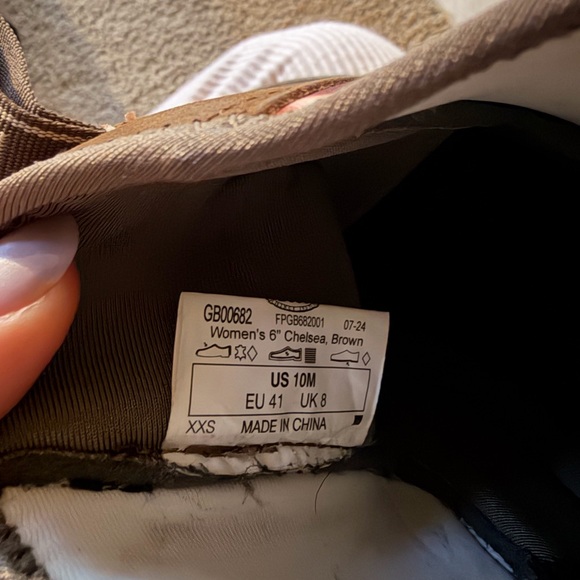 GB00682 FPGB682001 07-24
Women's 6" Chelsea, Brown
US 10M
EU 41 UK 8
XXS MADE IN CHINA